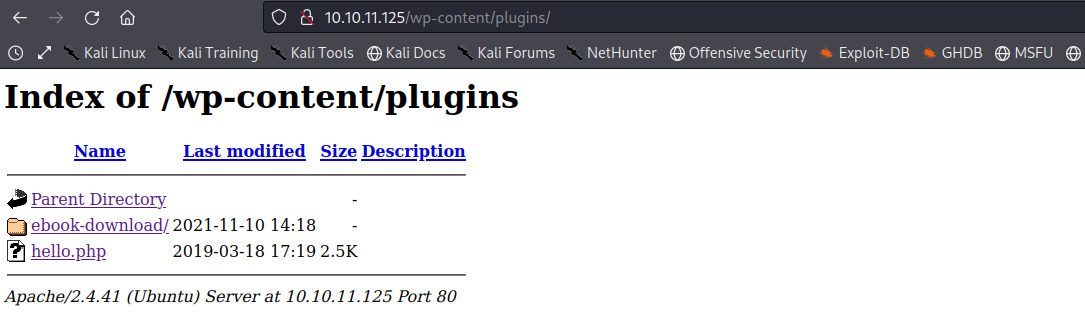 10.10.11.125/wp-content/plugins/
Kali Linux Kali Training Kali Tools Kali Docs Kali Forums NetHunter Offensive Security Exploit-DB GHDB MSFU
Index of /wp-content/plugins
Name Last modified Size Description
Parent Directory -
ebook-download/ 2021-11-10 14:18 -
hello.php 2019-03-18 17:19 2.5K
Apache/2.4.41 (Ubuntu) Server at 10.10.11.125 Port 80